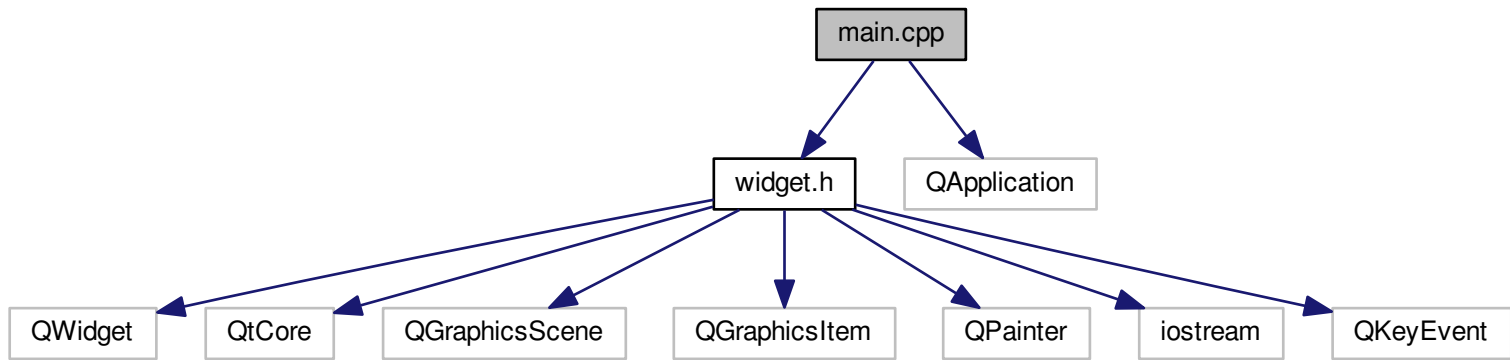 main.cpp
widget.h
QApplication
QWidget
QtCore
QGraphicsScene
QGraphicsItem
QPainter
iostream
QKeyEvent